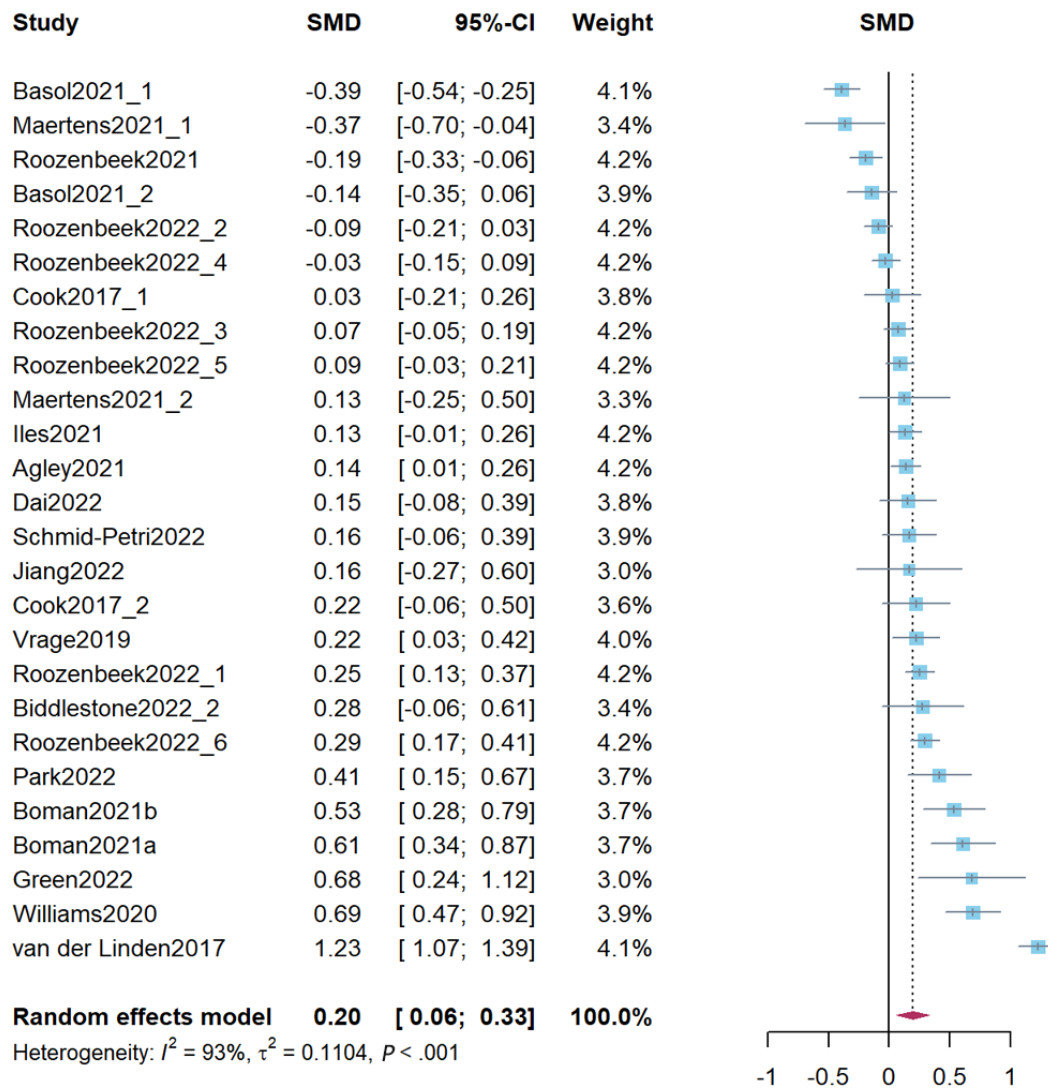 Study SMD 95%-CI Weight SMD
Basol2021_1 -0.39 [-0.54; -0.25] 4.1%
Maertens2021_1 -0.37 [-0.70; -0.04] 3.4%
Roozenbeek2021 -0.19 [-0.33; -0.06] 4.2%
Basol2021_2 -0.14 [-0.35; 0.06] 3.9%
Roozenbeek2022_2 -0.09 [-0.21; 0.03] 4.2%
Roozenbeek2022_4 -0.03 [-0.15; 0.09] 4.2%
Cook2017_1 0.03 [-0.21; 0.26] 3.8%
Roozenbeek2022_3 0.07 [-0.05; 0.19] 4.2%
Roozenbeek2022_5 0.09 [-0.03; 0.21] 4.2%
Maertens2021_2 0.13 [-0.25; 0.50] 3.3%
Iles2021 0.13 [-0.01; 0.26] 4.2%
Agley2021 0.14 [ 0.01; 0.26] 4.2%
Dai2022 0.15 [-0.08; 0.39] 3.8%
Schmid-Petri2022 0.16 [-0.06; 0.39] 3.9%
Jiang2022 0.16 [-0.27; 0.60] 3.0%
Cook2017_2 0.22 [-0.06; 0.50] 3.6%
Vrage2019 0.22 [ 0.03; 0.42] 4.0%
Roozenbeek2022_1 0.25 [ 0.13; 0.37] 4.2%
Biddlestone2022_2 0.28 [-0.06; 0.61] 3.4%
Roozenbeek2022_6 0.29 [ 0.17; 0.41] 4.2%
Park2022 0.41 [ 0.15; 0.67] 3.7%
Boman2021b 0.53 [ 0.28; 0.79] 3.7%
Boman2021a 0.61 [ 0.34; 0.87] 3.7%
Green2022 0.68 [ 0.24; 1.12] 3.0%
Williams2020 0.69 [ 0.47; 0.92] 3.9%
van der Linden2017 1.23 [ 1.07; 1.39] 4.1%
Random effects model 0.20 [ 0.06; 0.33] 100.0%
Heterogeneity: I² = 93%, τ² = 0.1104, P < .001
-1 -0.5 0 0.5 1